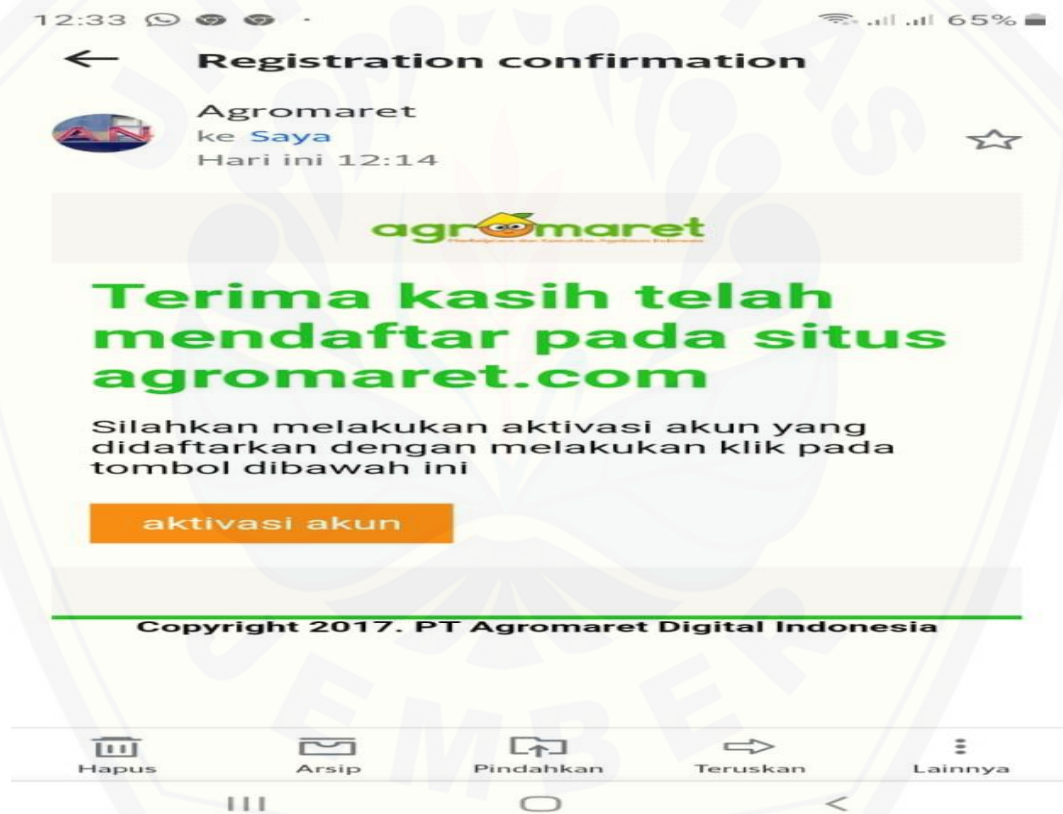 12:33
65%
Registration confirmation
Agromaret
ke Saya
Hari ini 12:14
AN
agromaret
Terima kasih telah
mendaftar pada situs
agromaret.com
Silahkan melakukan aktivasi akun yang
didaftarkan dengan melakukan klik pada
tombol dibawah ini
aktivasi akun
Copyright 2017. PT Agromaret Digital Indonesia
JEMBER
Hapus Arsip Pindahkan Teruskan Lainnya